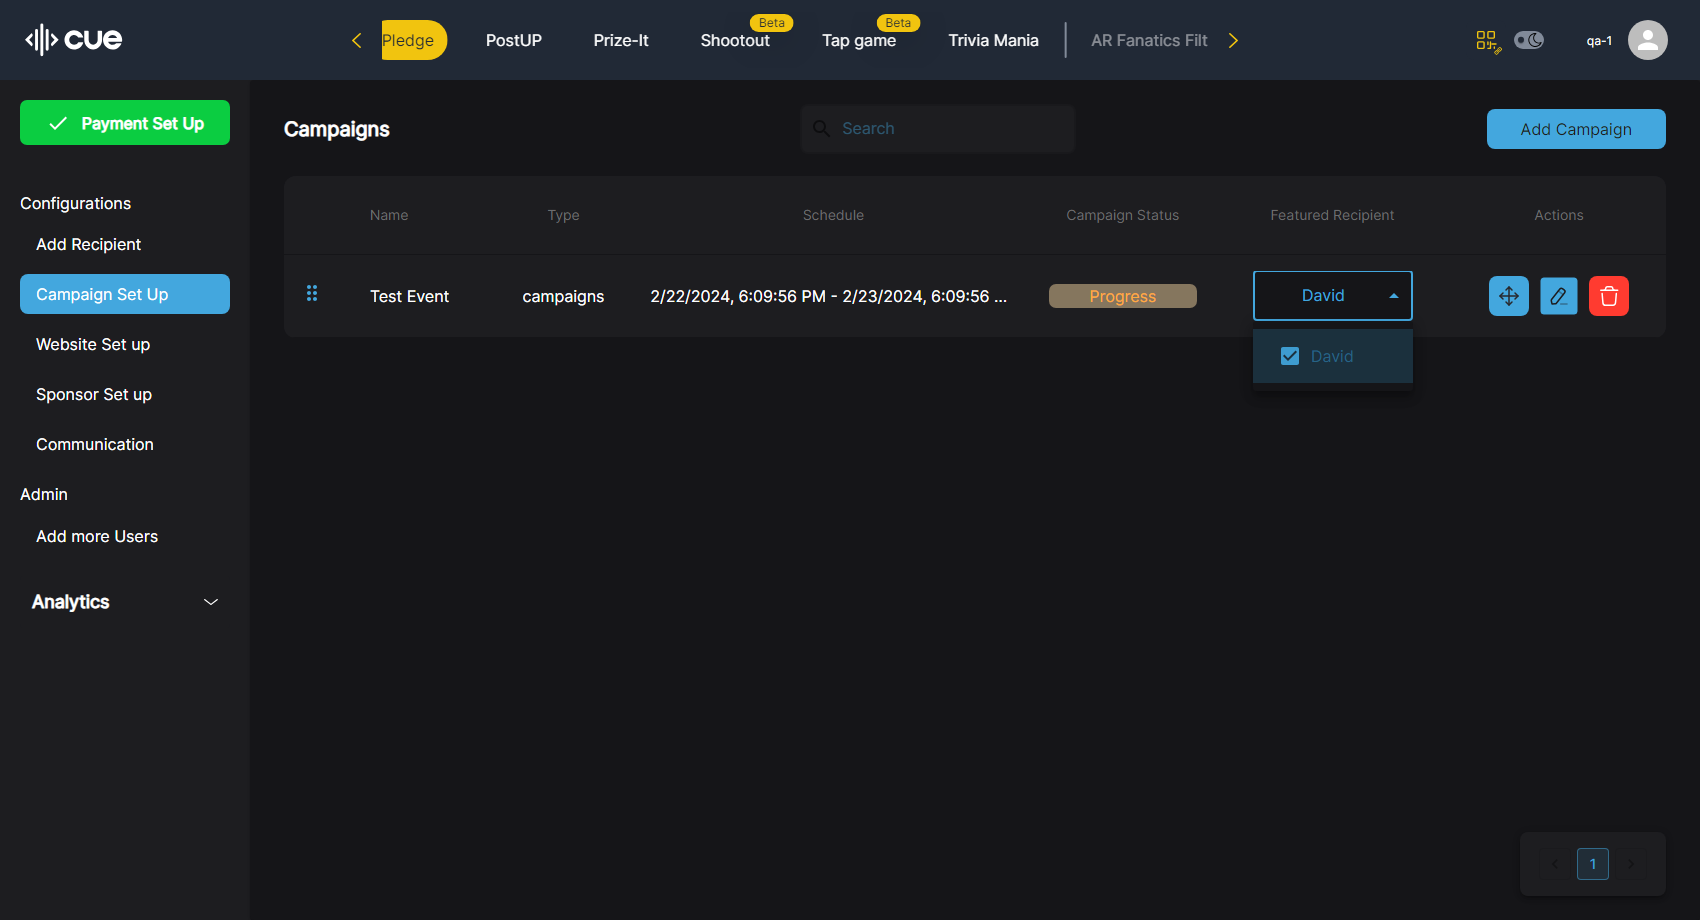 cue
Pledge PostUP Prize-It Shootout Beta Tap game Beta Trivia Mania AR Fanatics Filt qa-1
Payment Set Up
Configurations
Add Recipient
Campaign Set Up
Website Set up
Sponsor Set up
Communication
Admin
Add more Users
Analytics
Campaigns Search Add Campaign
Name Type Schedule Campaign Status Featured Recipient Actions
Test Event campaigns 2/22/2024, 6:09:56 PM - 2/23/2024, 6:09:56 ... Progress David
David
1